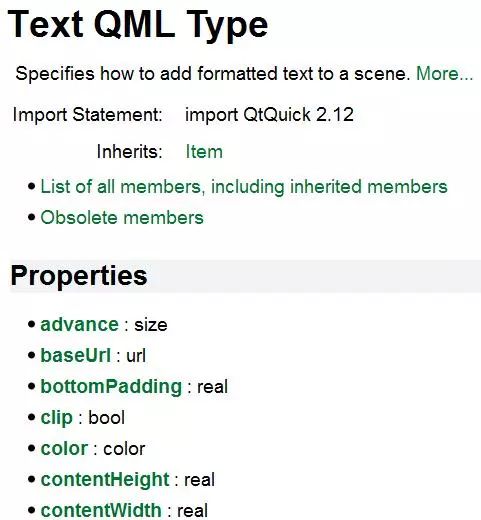 Text QML Type
Specifies how to add formatted text to a scene. More...
Import Statement: import QtQuick 2.12
Inherits: Item
• List of all members, including inherited members
• Obsolete members
Properties
• advance : size
• baseUrl : url
• bottomPadding : real
• clip : bool
• color : color
• contentHeight : real
• contentWidth : real